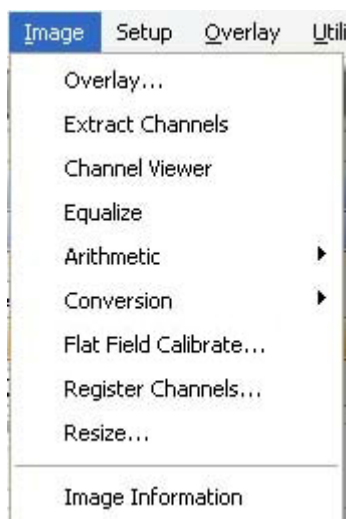 Image Setup Overlay Utili
Overlay...
Extract Channels
Channel Viewer
Equalize
Arithmetic
Conversion
Flat Field Calibrate...
Register Channels...
Resize...
Image Information